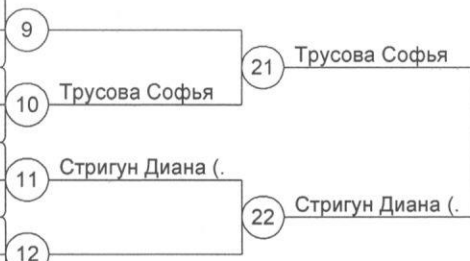 9
21 Трусова Софья
10 Трусова Софья
11 Стригун Диана (.
22 Стригун Диана (.
12